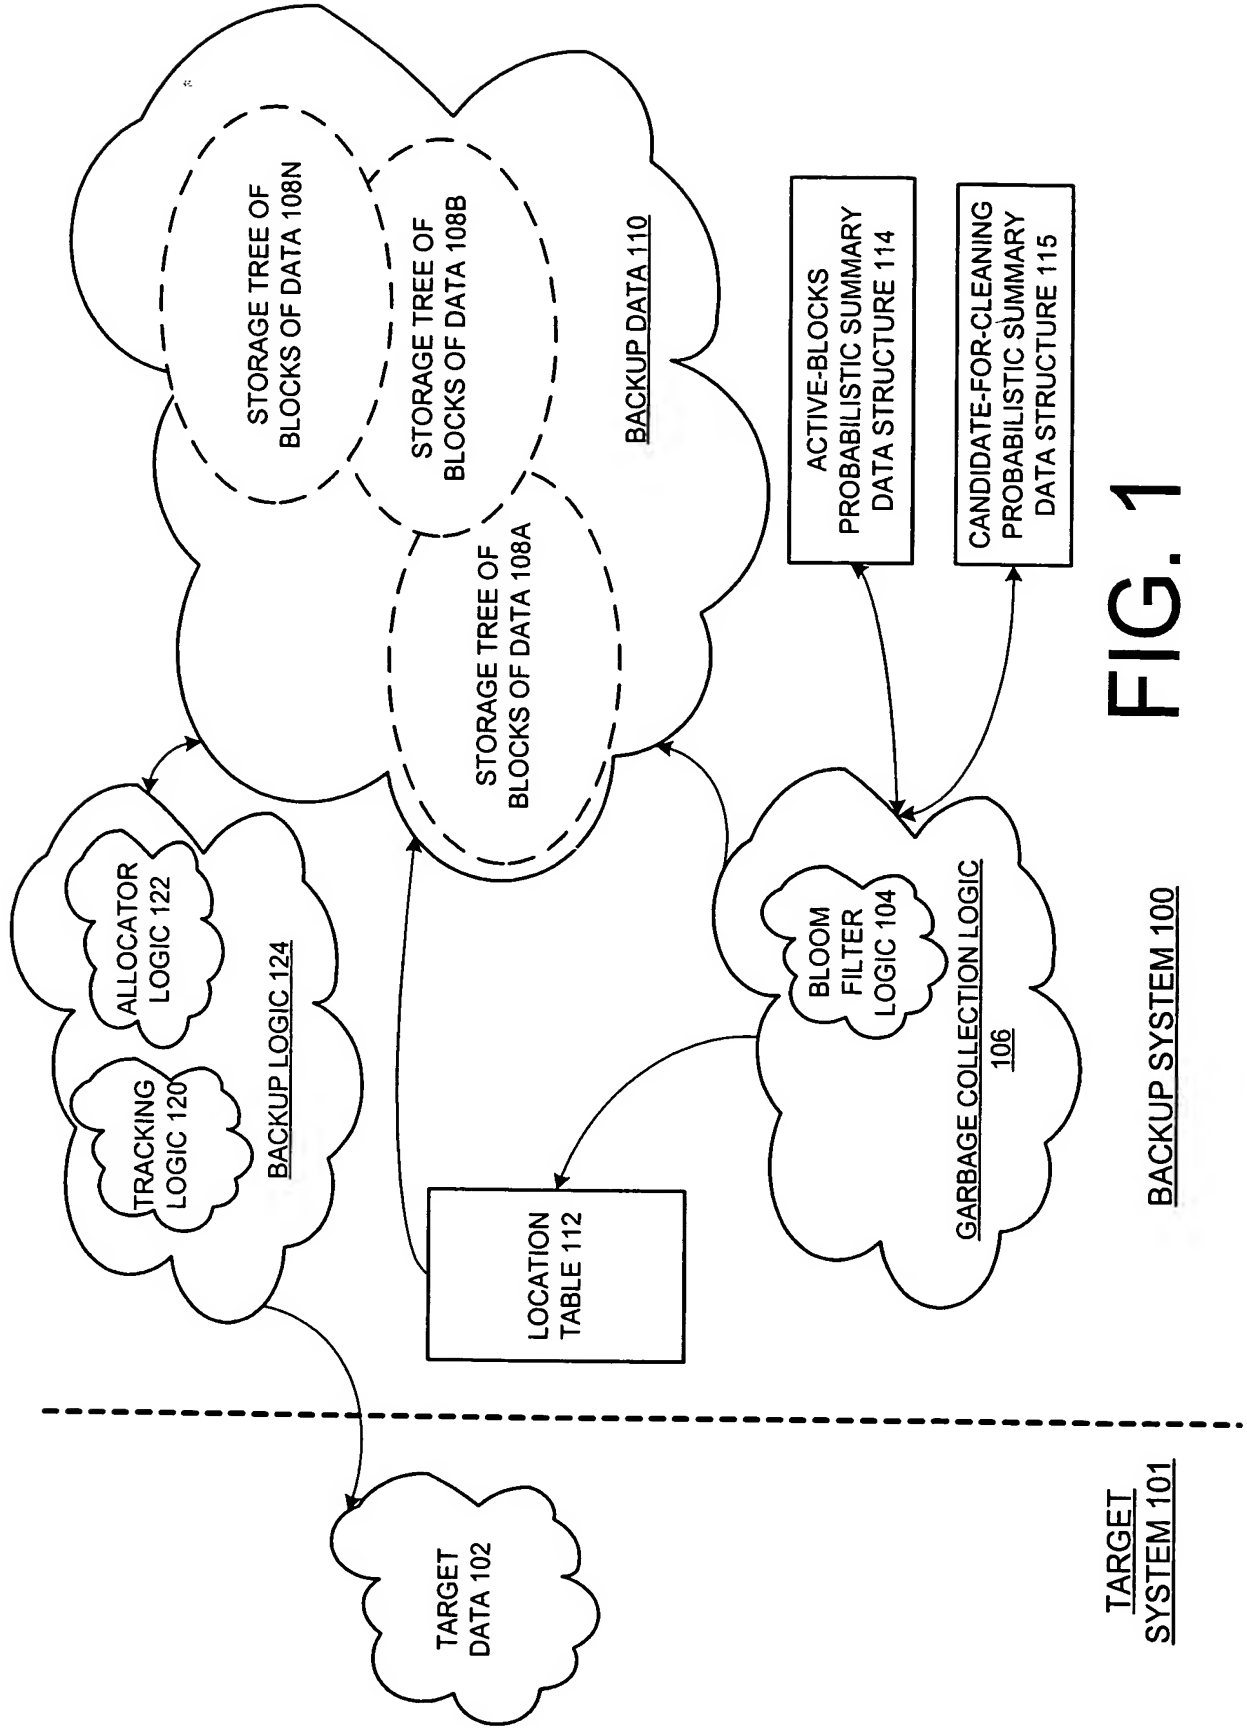 TARGET
DATA 102
TARGET
SYSTEM 101
TRACKING
LOGIC 120
ALLOCATOR
LOGIC 122
BACKUP LOGIC 124
LOCATION
TABLE 112
BLOOM
FILTER
LOGIC 104
GARBAGE COLLECTION LOGIC
106
BACKUP SYSTEM 100
STORAGE TREE OF
BLOCKS OF DATA 108N
STORAGE TREE OF
BLOCKS OF DATA 108B
STORAGE TREE OF
BLOCKS OF DATA 108A
BACKUP DATA 110
ACTIVE-BLOCKS
PROBABILISTIC SUMMARY
DATA STRUCTURE 114
CANDIDATE-FOR-CLEANING
PROBABILISTIC SUMMARY
DATA STRUCTURE 115
FIG. 1